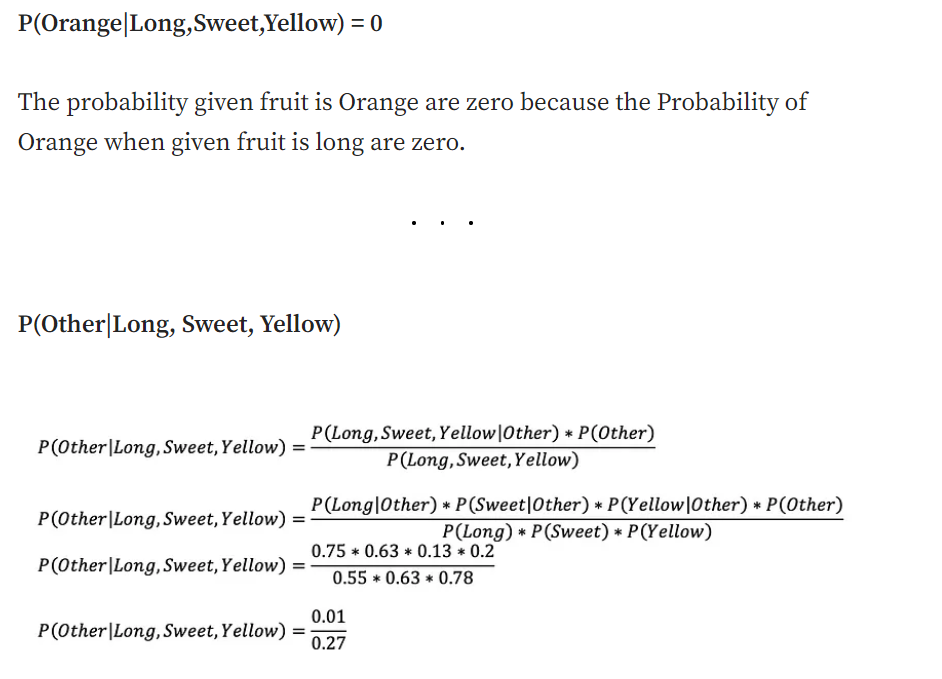 P(Orange|Long,Sweet,Yellow) = 0
The probability given fruit is Orange are zero because the Probability of
Orange when given fruit is long are zero.
. . .
P(Other|Long, Sweet, Yellow)
P(Other|Long, Sweet, Yellow) = P(Long, Sweet, Yellow|Other) * P(Other) / P(Long, Sweet, Yellow)
P(Other|Long, Sweet, Yellow) = P(Long|Other) * P(Sweet|Other) * P(Yellow|Other) * P(Other) / P(Long) * P(Sweet) * P(Yellow)
P(Other|Long, Sweet, Yellow) = 0.75 * 0.63 * 0.13 * 0.2 / 0.55 * 0.63 * 0.78
P(Other|Long, Sweet, Yellow) = 0.01 / 0.27